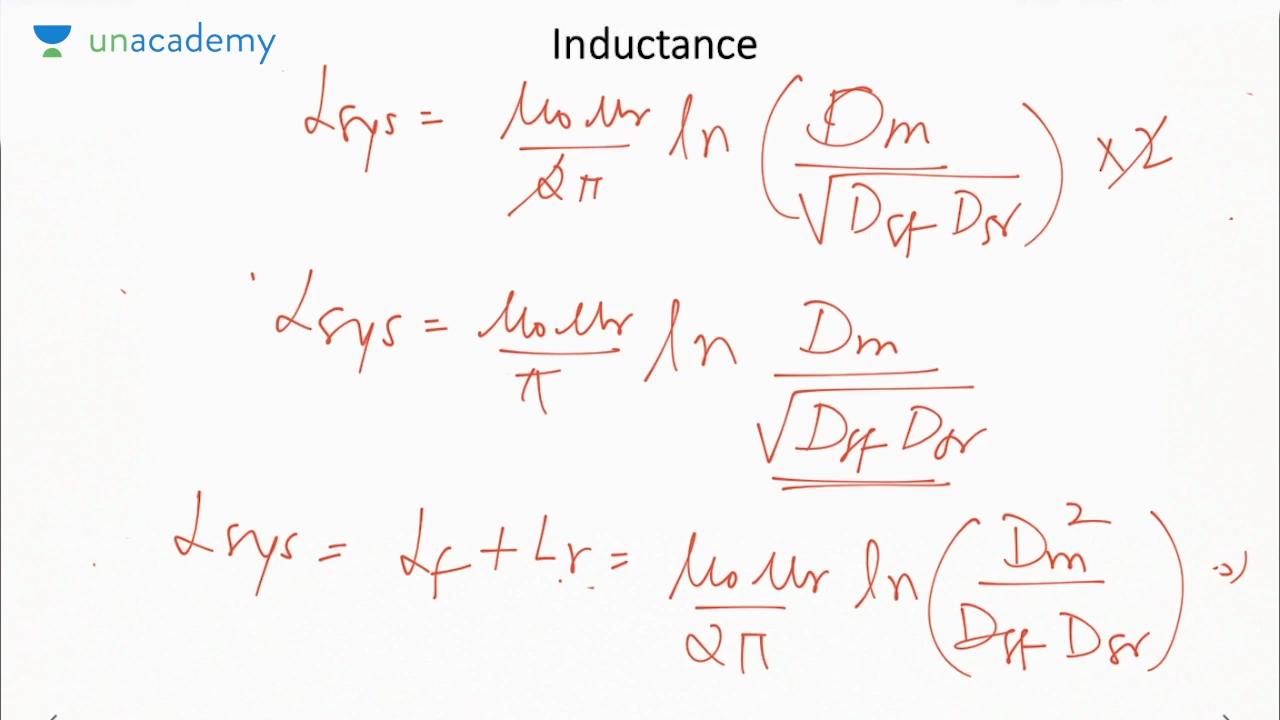 unacademy
Inductance
Lsys = μ₀μr/2π ln (Dm/√(Dsf Dsr)) × 2
Lsys = μ₀μr/π ln Dm/√(Dsf Dsr)
Lsys = Lf + Lr = μ₀μr/2π ln (Dm²/(Dsf Dsr))